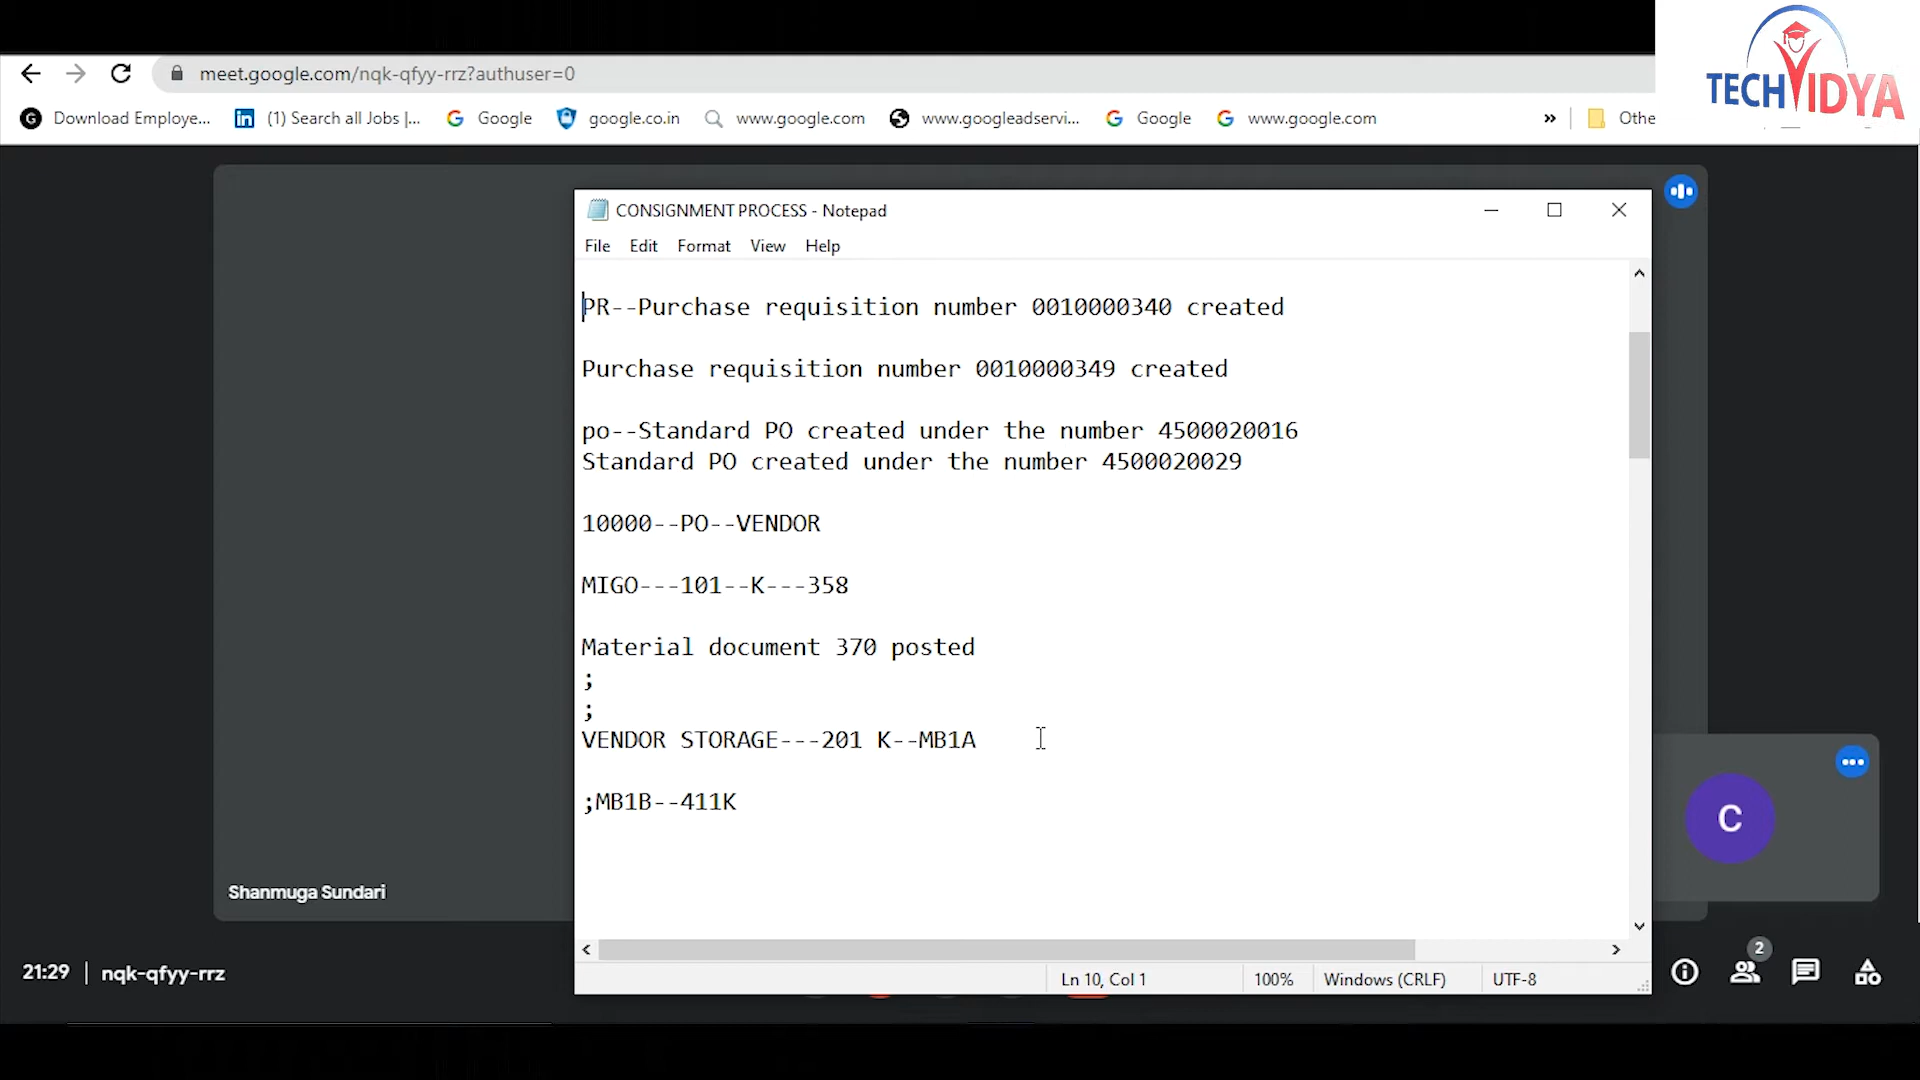 TECHVIDYA
meet.google.com/nqk-qfyy-rrz?authuser=0
Download Employe... (1) Search all Jobs |... Google google.co.in www.google.com www.googleadservi... Google www.google.com » Othe
CONSIGNMENT PROCESS - Notepad
File Edit Format View Help
PR--Purchase requisition number 0010000340 created
Purchase requisition number 0010000349 created
po--Standard PO created under the number 4500020016
Standard PO created under the number 4500020029
10000--PO--VENDOR
MIGO---101--K---358
Material document 370 posted
;
;
VENDOR STORAGE---201 K--MB1A
;MB1B--411K
C
Shanmuga Sundari
21:29 | nqk-qfyy-rrz
2
Ln 10, Col 1 100% Windows (CRLF) UTF-8